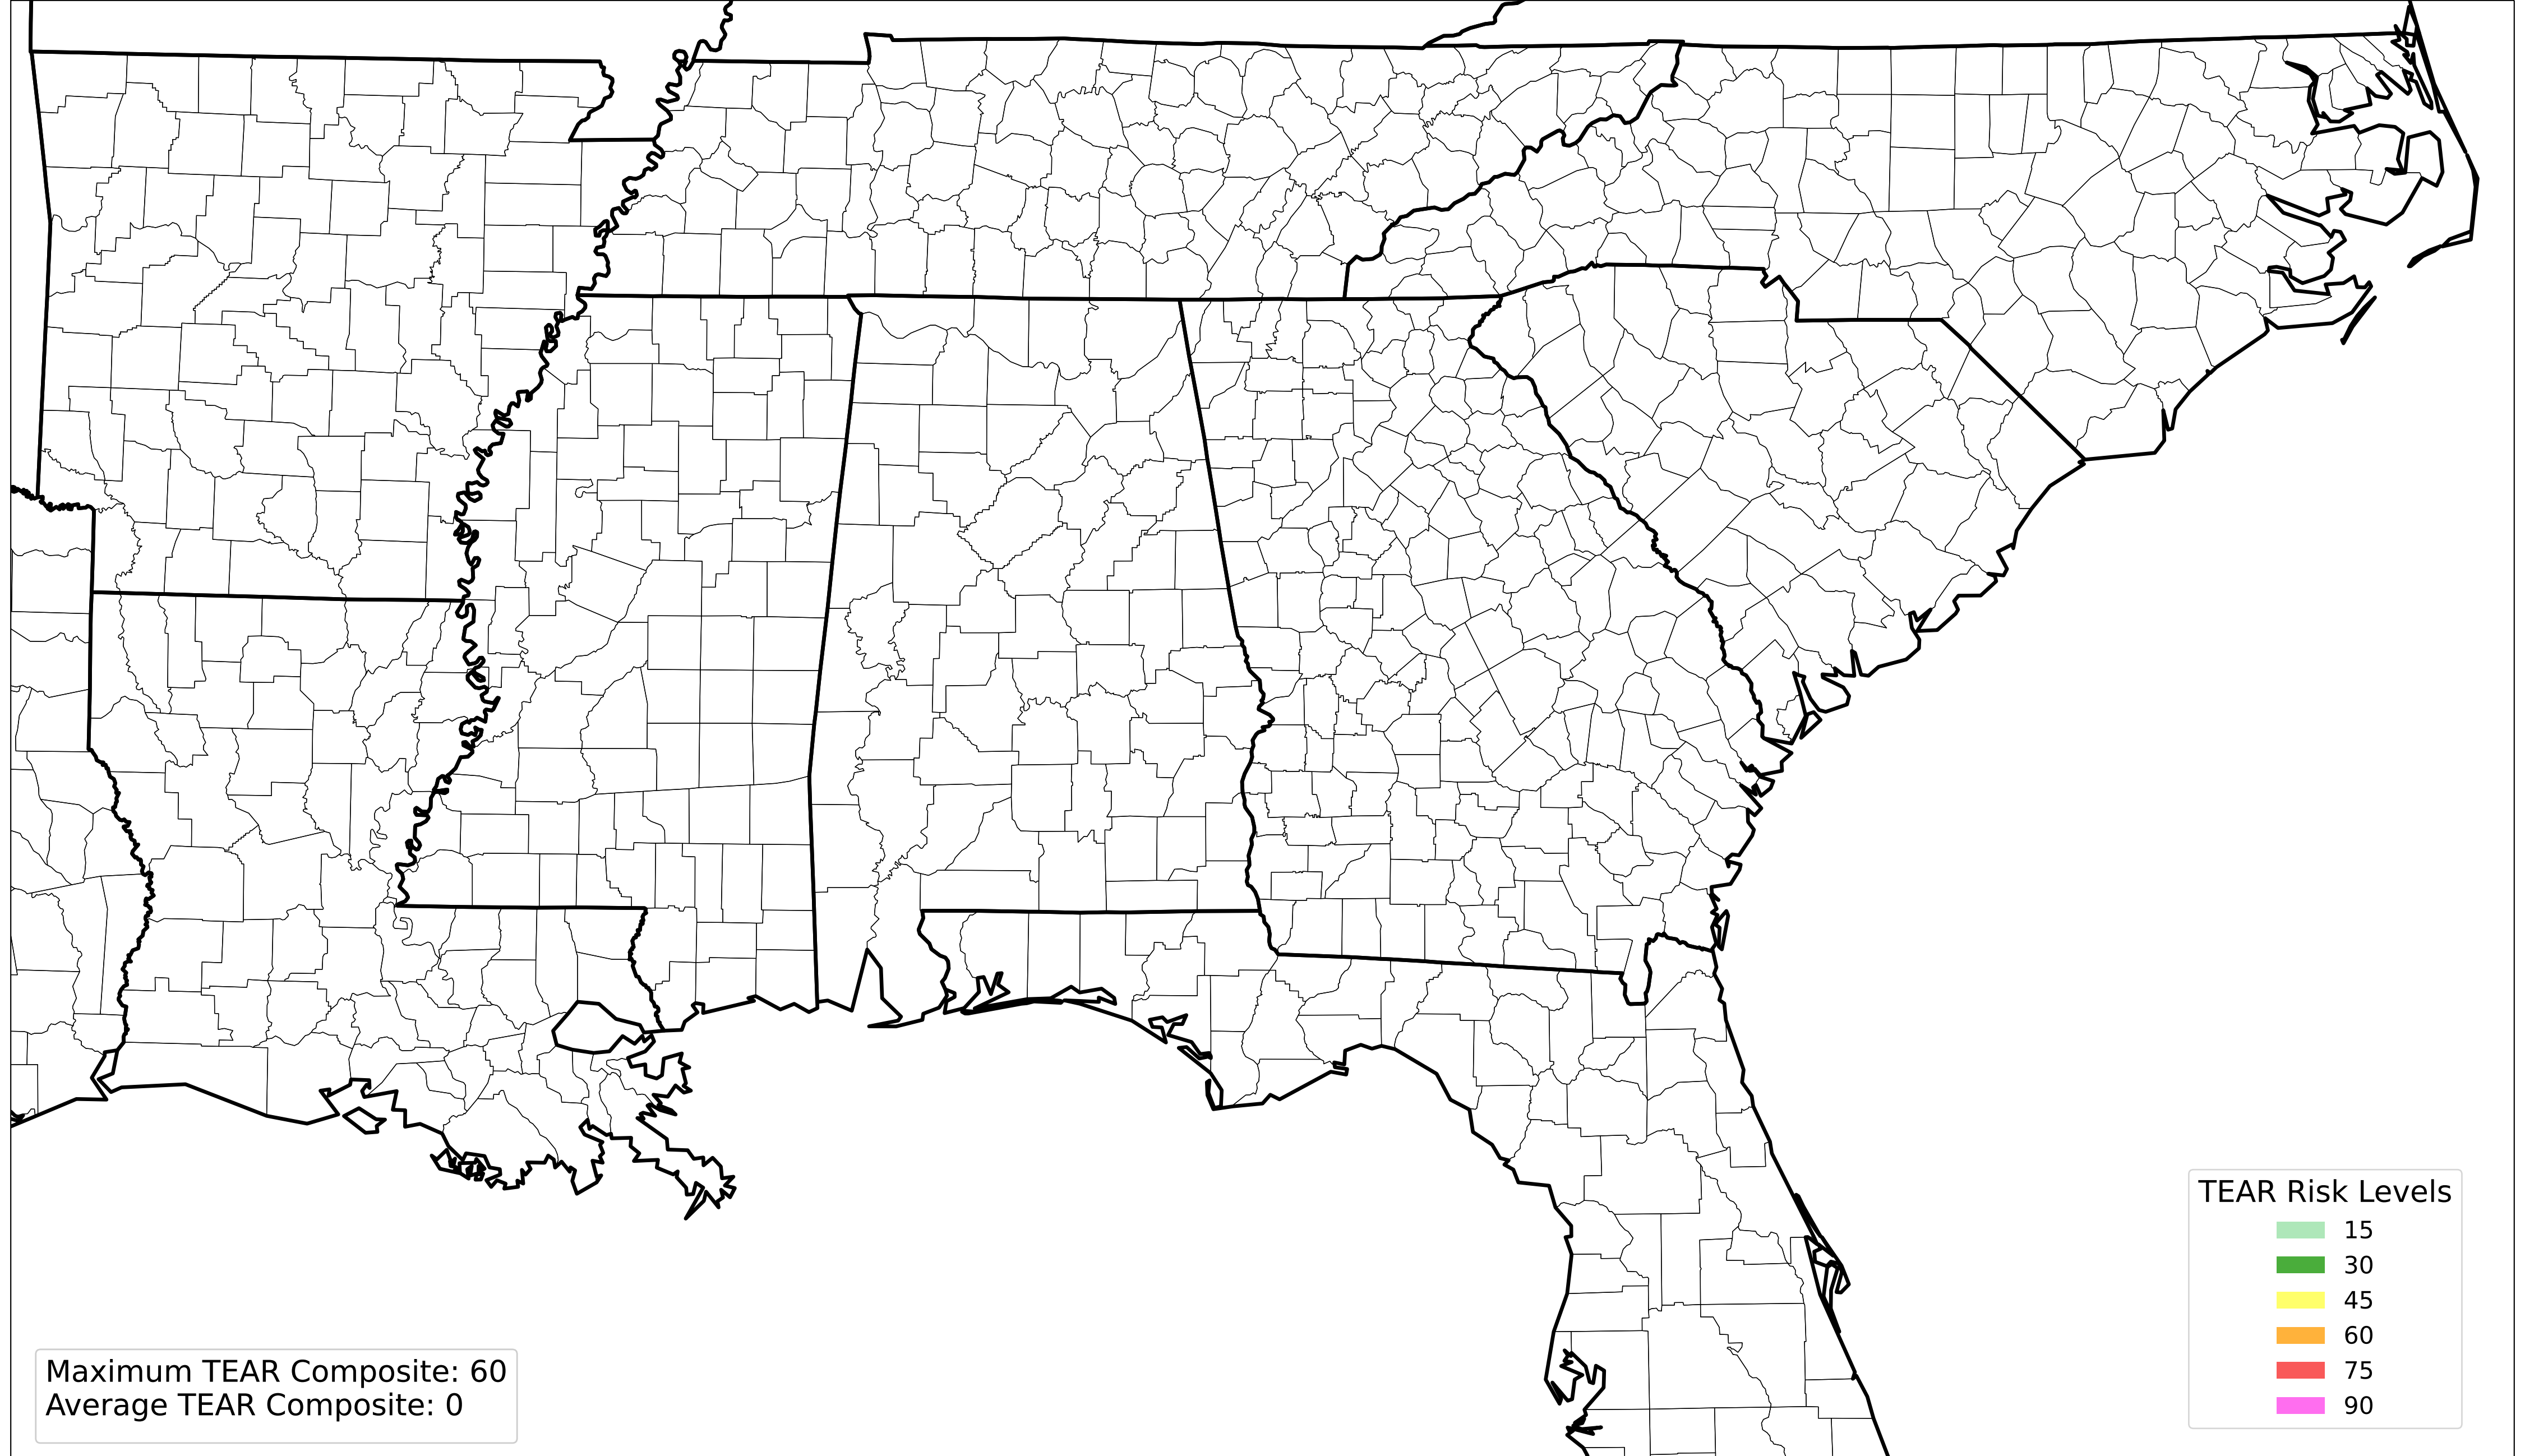 TEAR Risk Levels
15
30
45
60
75
90
Maximum TEAR Composite: 60
Average TEAR Composite: 0